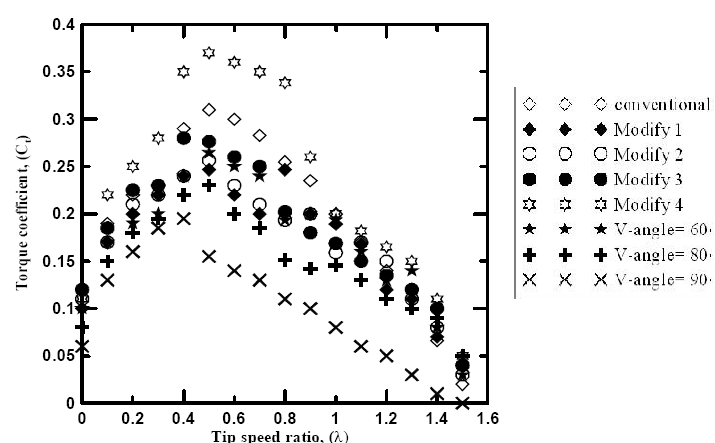 0.4
0.35
0.3
0.25
0.2
0.15
0.1
0.05
0
Torque coefficient, (Ct)
0 0.2 0.4 0.6 0.8 1 1.2 1.4 1.6
Tip speed ratio, (λ)
conventional
Modify 1
Modify 2
Modify 3
Modify 4
V-angle= 60·
V-angle= 80·
V-angle= 90·